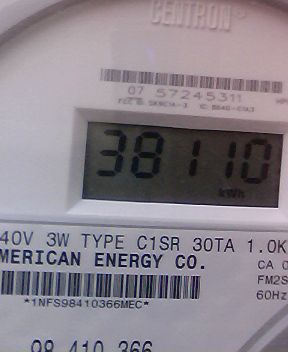 CENTRON
07 57245311
38110
kWh
40V 3W TYPE C1SR 30TA 1.0K
MERICAN ENERGY CO.
CA 0
FM2S
60Hz
*1NFS98410366MEC*
98 410 366